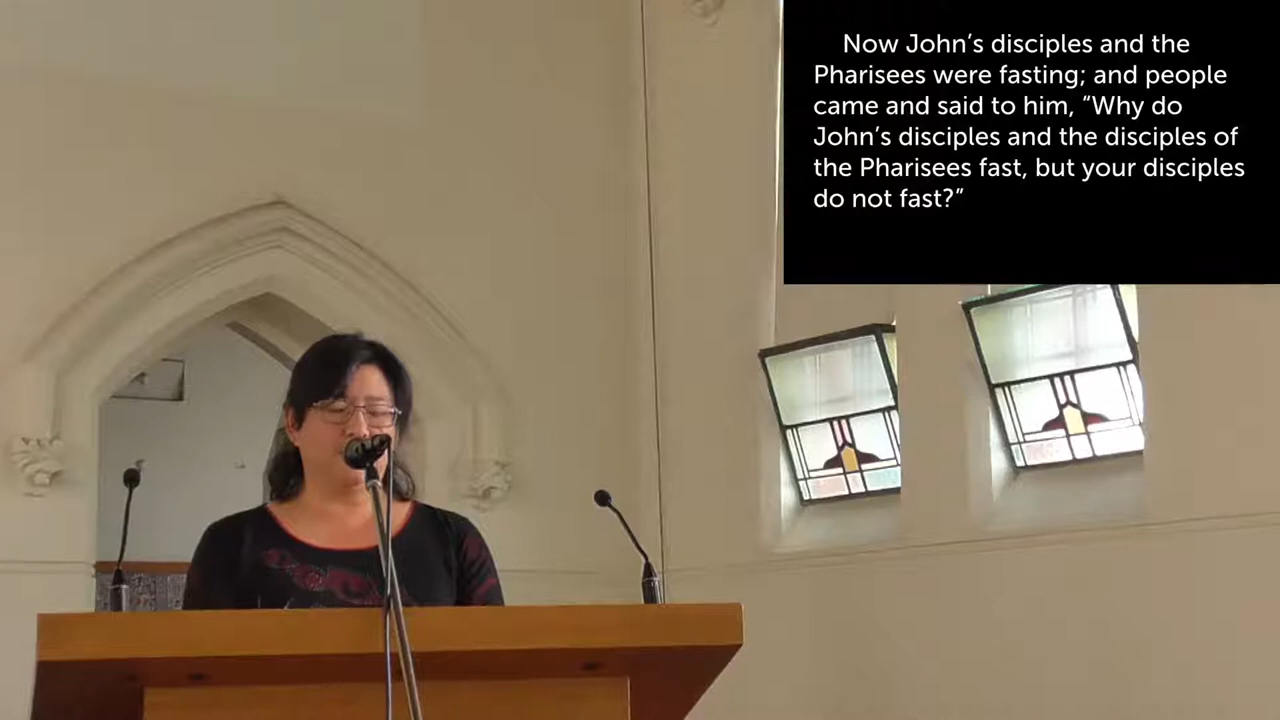 Now John’s disciples and the
Pharisees were fasting; and people
came and said to him, “Why do
John’s disciples and the disciples of
the Pharisees fast, but your disciples
do not fast?”